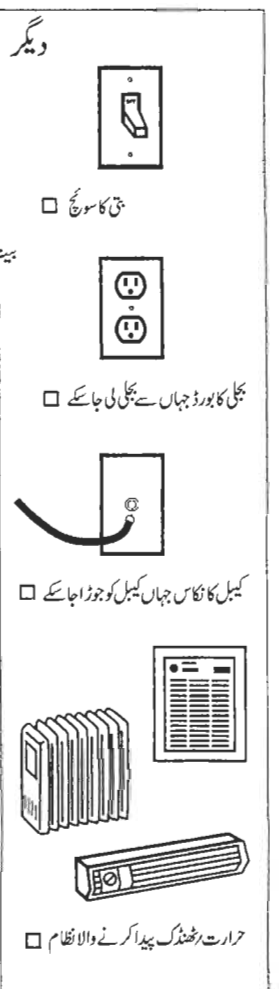 دیگر
بتی کا سوئچ □
بجلی کا بورڈ جہاں سے بجلی لی جا سکے □
کیبل کا نکاس جہاں کیبل کو جوڑا جا سکے □
حرارت/ٹھنڈک پیدا کرنے والا نظام □